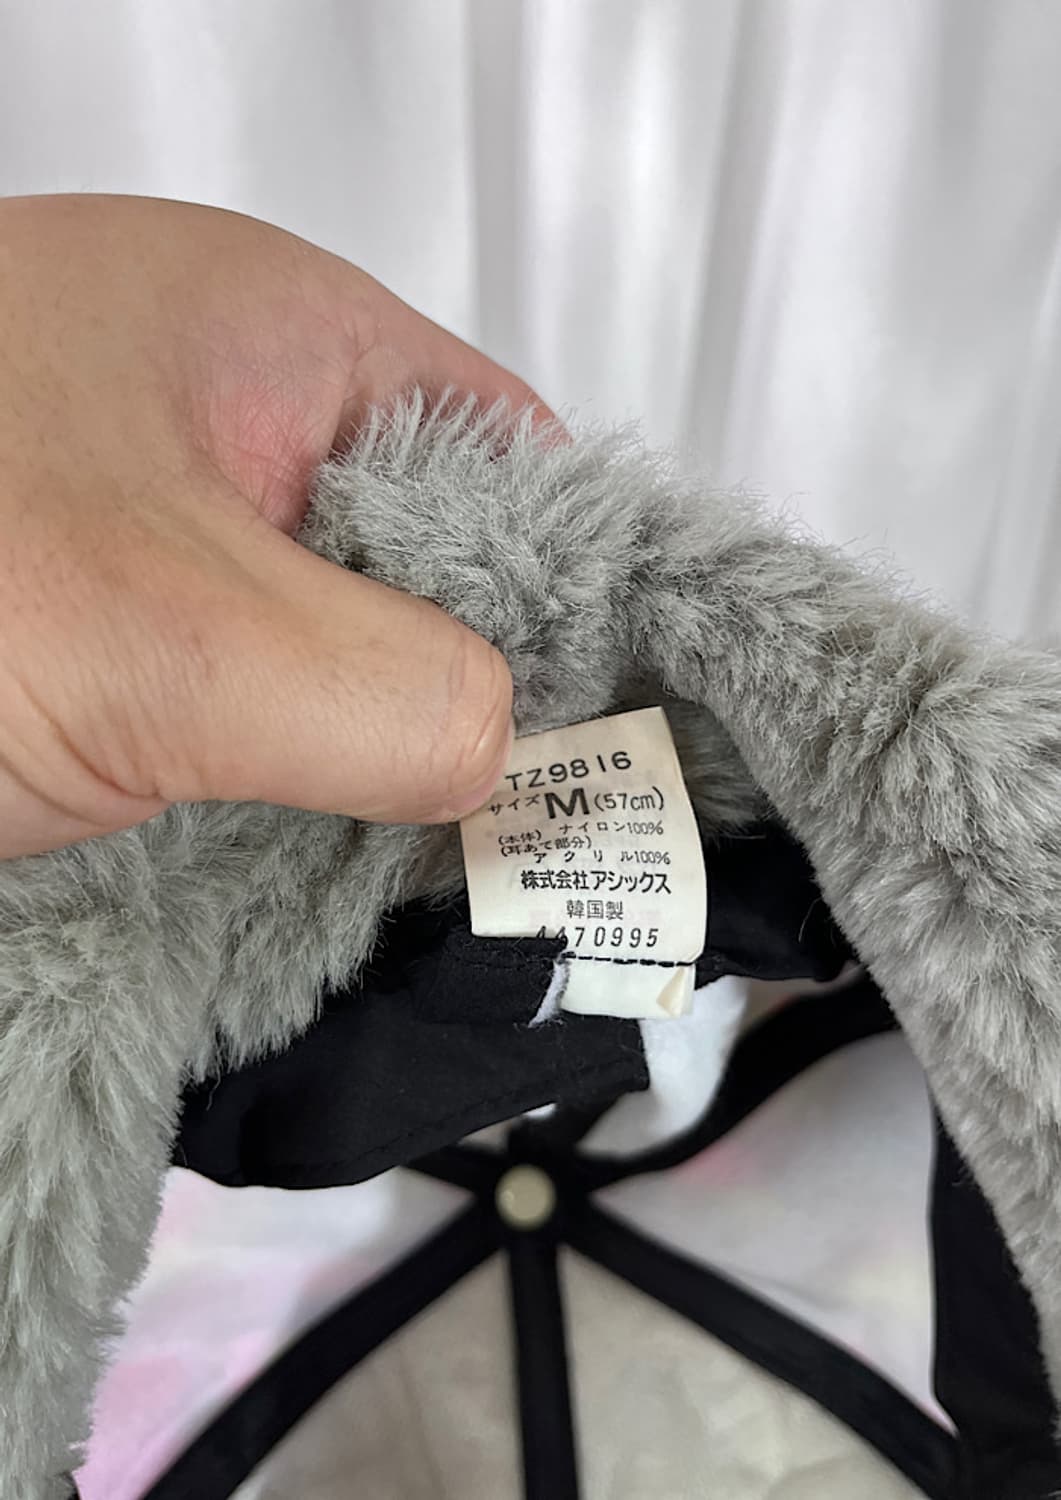 TZ9816
サイズM(57cm)
(本体) ナイロン100%
(耳あて部分)
アクリル100%
株式会社アシックス
韓国製
4470995